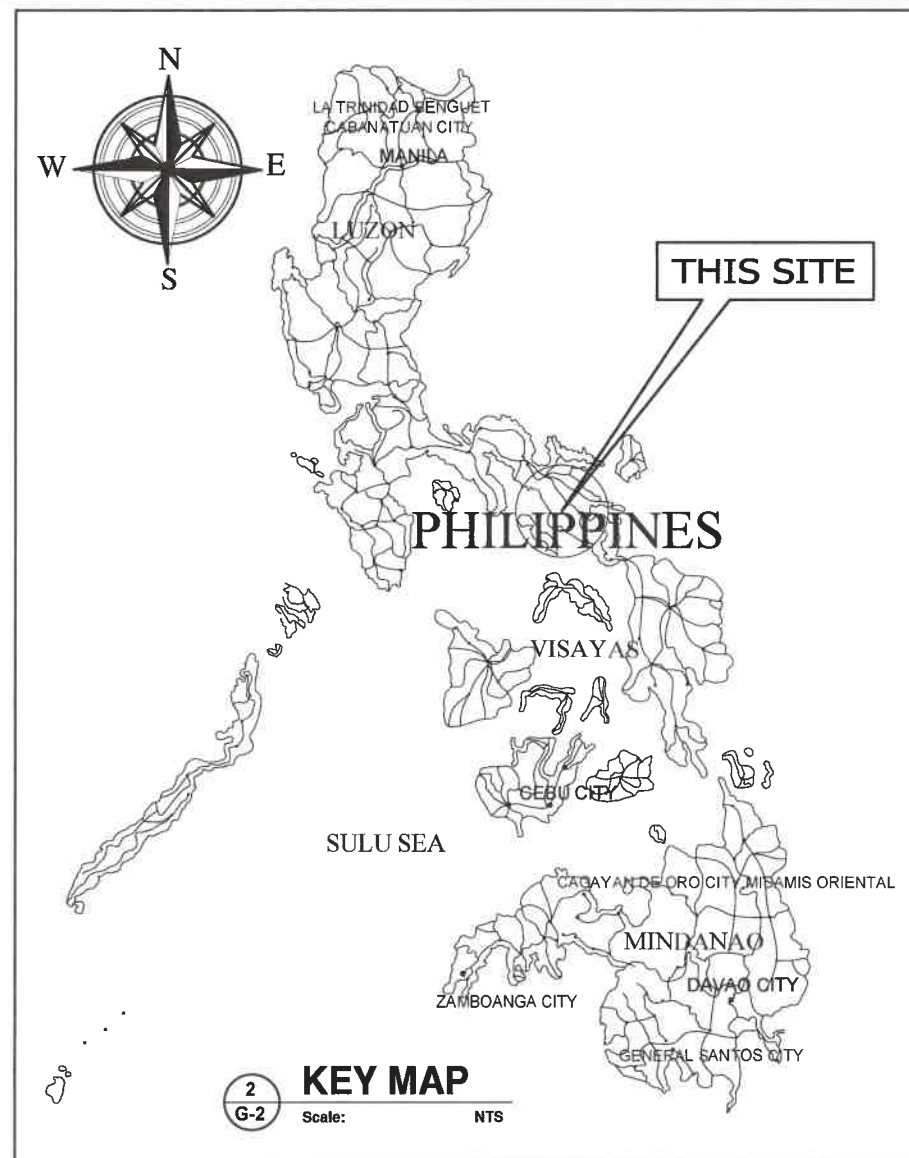 N
LA TRINIDAD BENGUET
CABANATUAN CITY
MANILA
W
E
LUZON
S
THIS SITE
PHILIPPINES
VISAYAS
CEBU CITY
SULU SEA
CAGAYAN DE ORO CITY, MISAMIS ORIENTAL
MINDANAO
DAVAO CITY
ZAMBOANGA CITY
GENERAL SANTOS CITY
2
KEY MAP
G-2
Scale: NTS